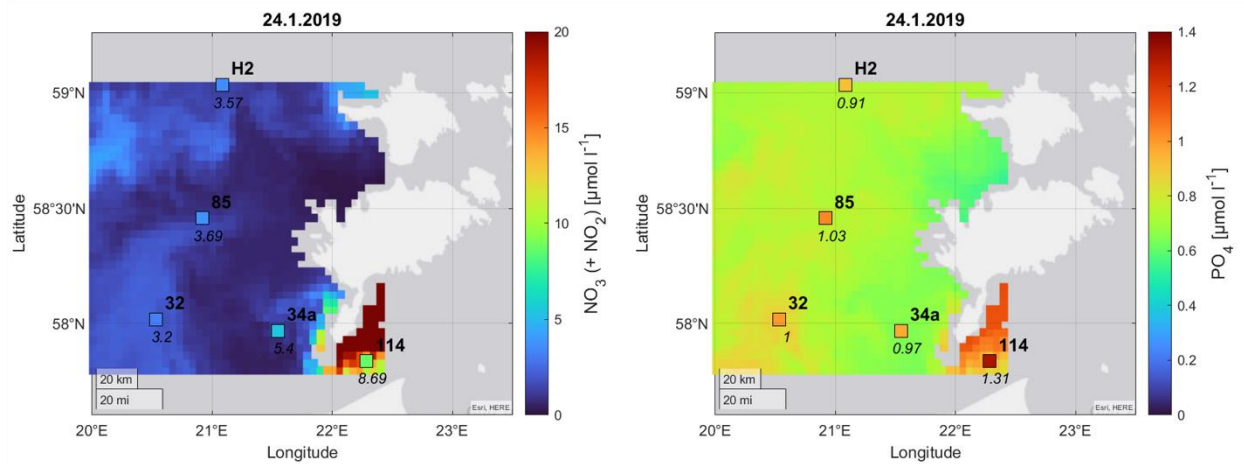 24.1.2019
59°N
58°30'N
58°N
Latitude
20°E
21°E
22°E
23°E
Longitude
H2
3.57
85
3.69
32
3.2
34a
5.4
114
8.69
20 km
20 mi
Esri, HERE
20
15
10
5
0
NO3 (+ NO2) [µmol l-1]
24.1.2019
59°N
58°30'N
58°N
Latitude
20°E
21°E
22°E
23°E
Longitude
H2
0.91
85
1.03
32
1
34a
0.97
114
1.31
20 km
20 mi
Esri, HERE
1.4
1.2
1
0.8
0.6
0.4
0.2
0
PO4 [µmol l-1]